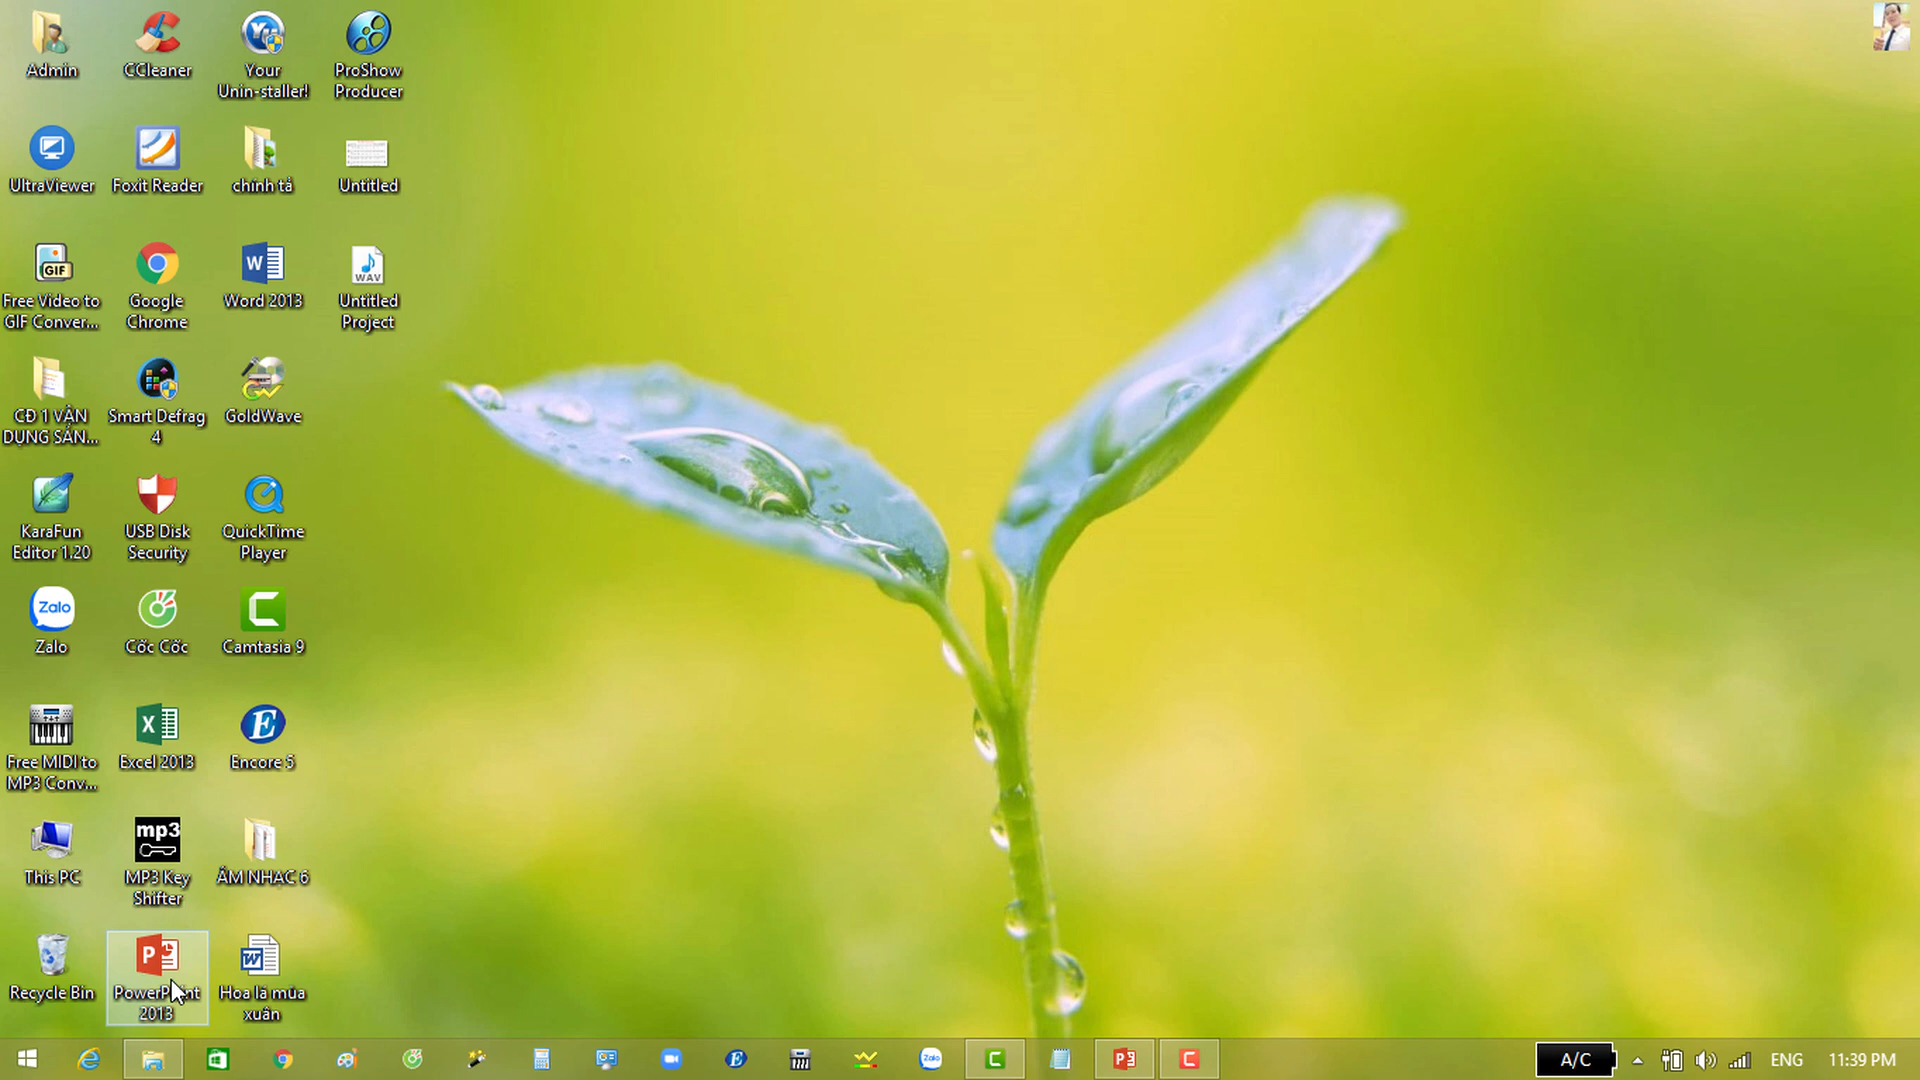 Admin
CCleaner
Your
Unin-staller!
ProShow
Producer
UltraViewer
Foxit Reader
chính tả
Untitled
GIF
Free Video to
GIF Conver...
Google
Chrome
W
Word 2013
WAV
Untitled
Project
CĐ 1 VẬN
DỤNG SÁN...
Smart Defrag
4
GoldWave
KaraFun
Editor 1.20
USB Disk
Security
QuickTime
Player
Zalo
Zalo
Cốc Cốc
Camtasia 9
Free MIDI to
MP3 Conv...
X
Excel 2013
E
Encore 5
This PC
mp3
MP3 Key
Shifter
ÂM NHẠC 6
Recycle Bin
P
PowerPoint
2013
W
Hoa lá mùa
xuân
A/C
ENG
11:39 PM